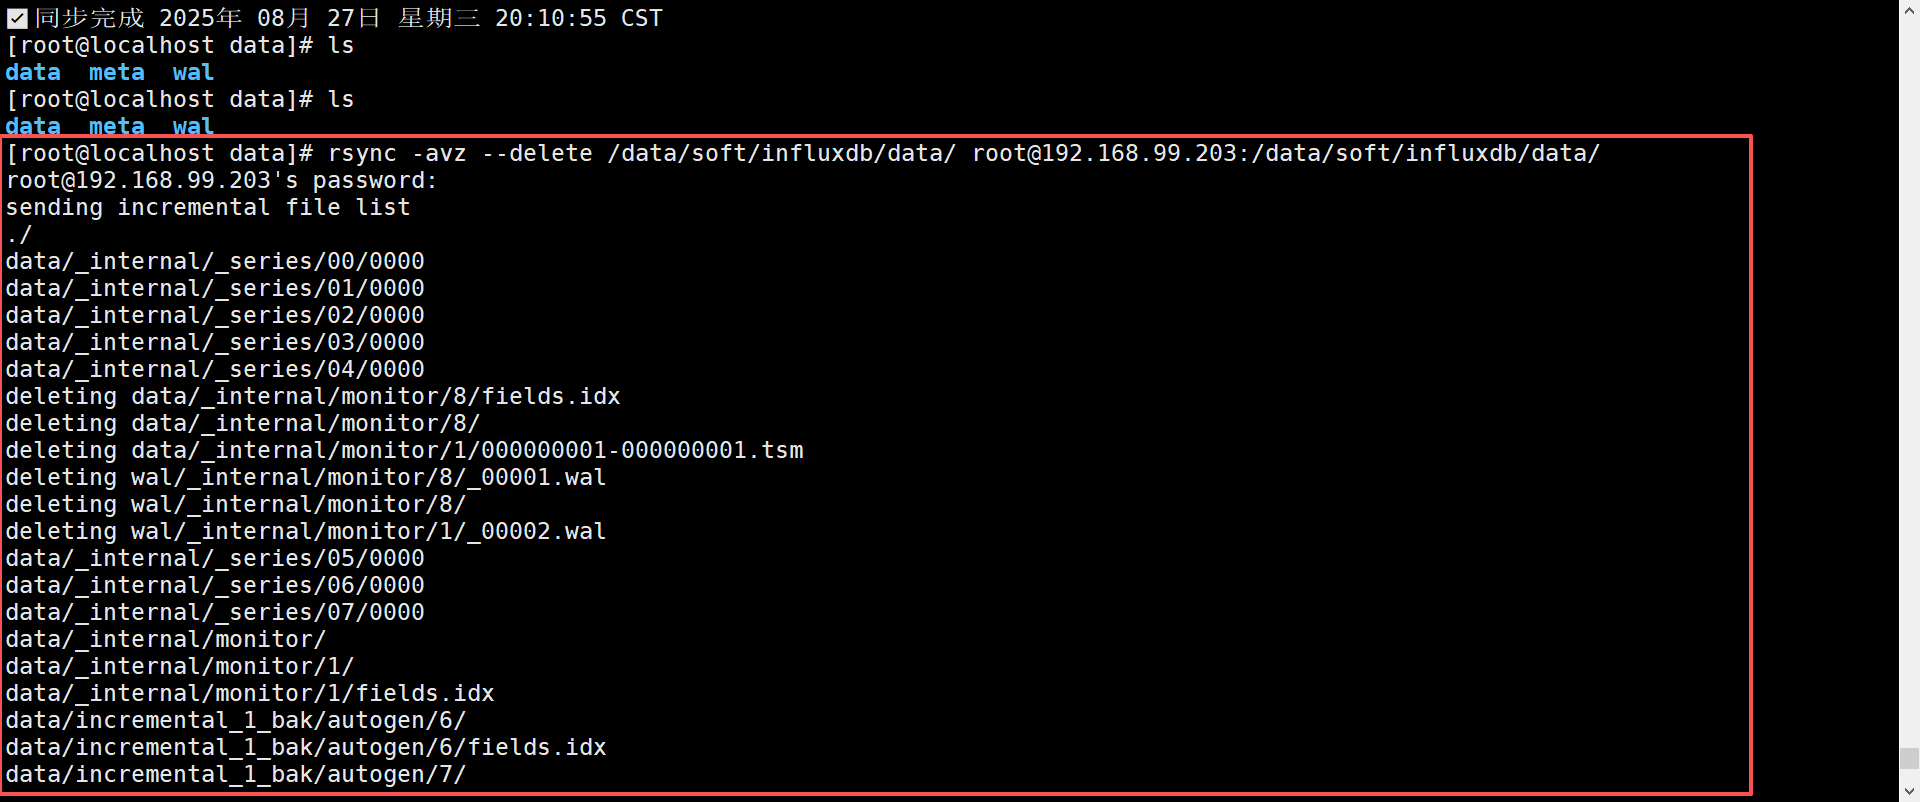 ☑同步完成 2025年 08月 27日 星期三 20:10:55 CST
[root@localhost data]# ls
data  meta  wal
[root@localhost data]# ls
data  meta  wal
[root@localhost data]# rsync -avz --delete /data/soft/influxdb/data/ root@192.168.99.203:/data/soft/influxdb/data/
root@192.168.99.203's password:
sending incremental file list
./
data/_internal/_series/00/0000
data/_internal/_series/01/0000
data/_internal/_series/02/0000
data/_internal/_series/03/0000
data/_internal/_series/04/0000
deleting data/_internal/monitor/8/fields.idx
deleting data/_internal/monitor/8/
deleting data/_internal/monitor/1/000000001-000000001.tsm
deleting wal/_internal/monitor/8/_00001.wal
deleting wal/_internal/monitor/8/
deleting wal/_internal/monitor/1/_00002.wal
data/_internal/_series/05/0000
data/_internal/_series/06/0000
data/_internal/_series/07/0000
data/_internal/monitor/
data/_internal/monitor/1/
data/_internal/monitor/1/fields.idx
data/incremental_1_bak/autogen/6/
data/incremental_1_bak/autogen/6/fields.idx
data/incremental_1_bak/autogen/7/